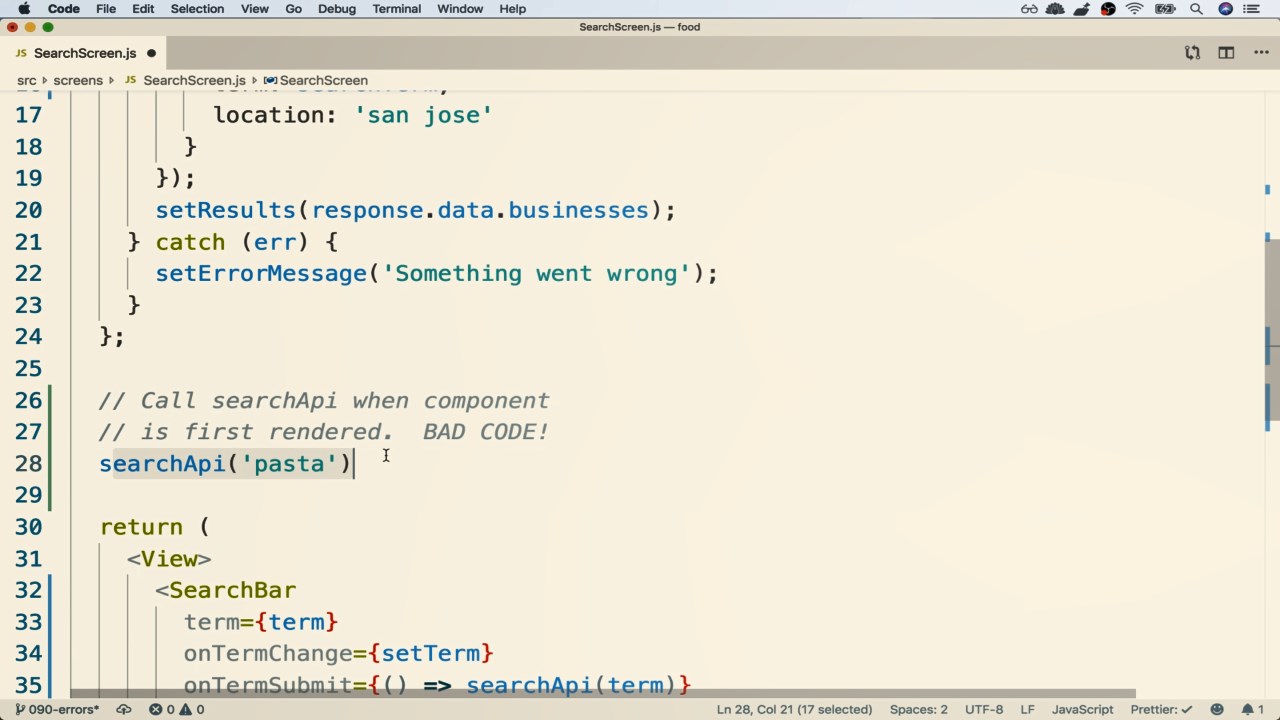 Code File Edit Selection View Go Debug Terminal Window Help
SearchScreen.js — food
JS SearchScreen.js
src screens JS SearchScreen.js SearchScreen
17 location: 'san jose'
18 }
19 });
20 setResults(response.data.businesses);
21 } catch (err) {
22 setErrorMessage('Something went wrong');
23 }
24 };
25
26 // Call searchApi when component
27 // is first rendered. BAD CODE!
28 searchApi('pasta')
29
30 return (
31 <View>
32 <SearchBar
33 term={term}
34 onTermChange={setTerm}
35 onTermSubmit={() => searchApi(term)}
090-errors* 0 0 Ln 28, Col 21 (17 selected) Spaces: 2 UTF-8 LF JavaScript Prettier: ✓ 1